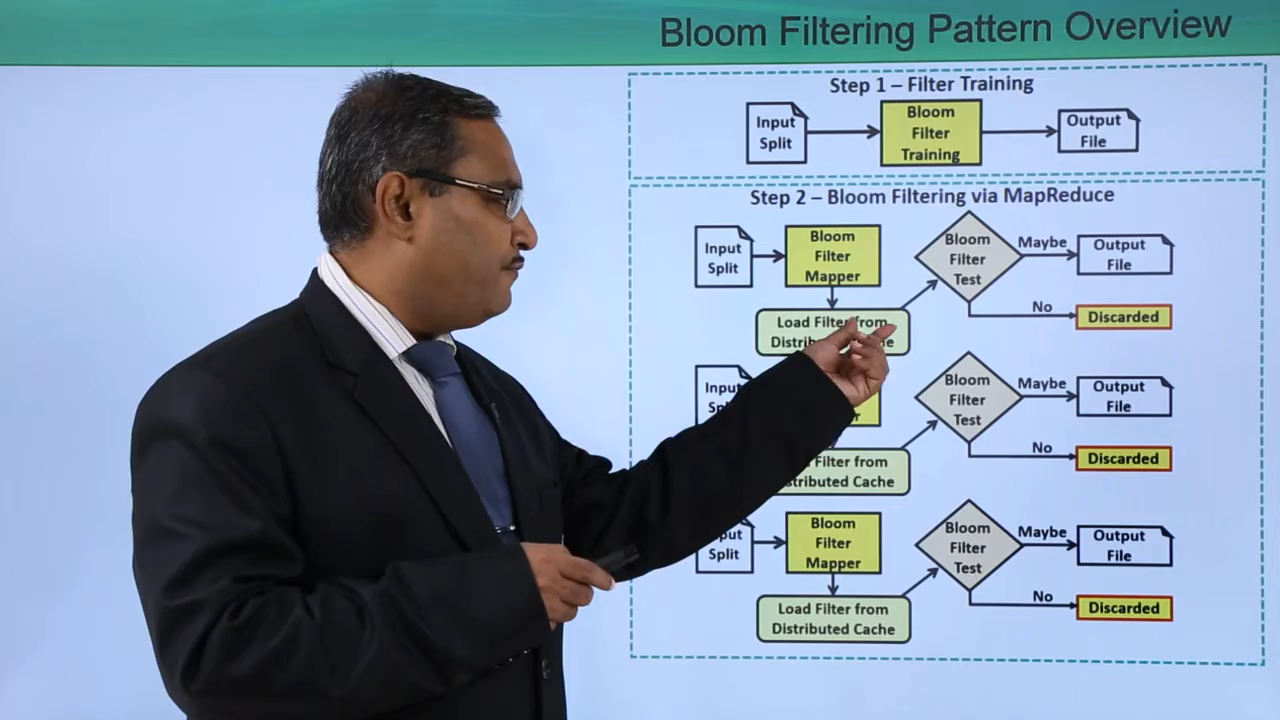 Bloom Filtering Pattern Overview
Step 1 – Filter Training
Input
Split
Bloom
Filter
Training
Output
File
Step 2 – Bloom Filtering via MapReduce
Input
Split
Bloom
Filter
Mapper
Load Filter from
Bloom
Filter
Test
Maybe
Output
File
No
Discarded
Bloom
Filter
Test
Maybe
Output
File
No
Discarded
Filter from
Cache
Split
Bloom
Filter
Mapper
Load Filter from
Distributed Cache
Bloom
Filter
Test
Maybe
Output
File
No
Discarded